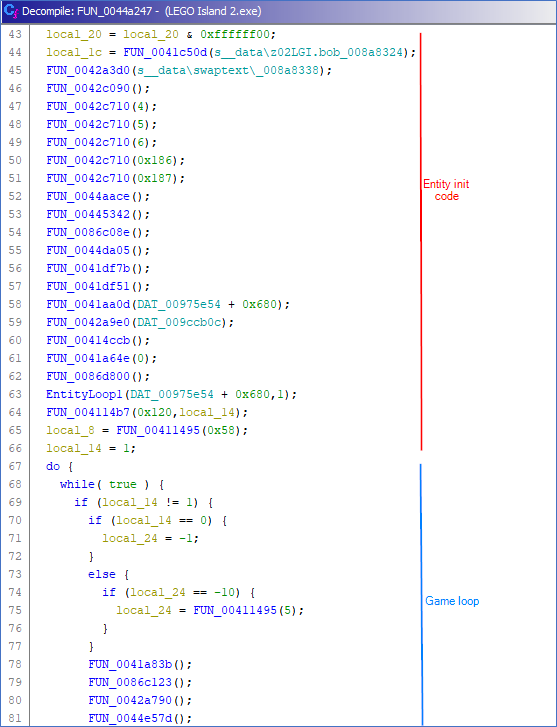 Decompile: FUN_0044a247 - (LEGO Island 2.exe)
43 local_20 = local_20 & 0xffffff00;
44 local_1c = FUN_0041c50d(s__data\z02LGI.bob_008a8324);
45 FUN_0042a3d0(s__data\swaptext\_008a8338);
46 FUN_0042c090();
47 FUN_0042c710(4);
48 FUN_0042c710(5);
49 FUN_0042c710(6);
50 FUN_0042c710(0x186);
51 FUN_0042c710(0x187);
52 FUN_0044aace();
53 FUN_00445342();
54 FUN_0086c08e();
55 FUN_0044da05();
56 FUN_0041df7b();
57 FUN_0041df51();
58 FUN_0041aa0d(DAT_00975e54 + 0x680);
59 FUN_0042a9e0(DAT_009ccb0c);
60 FUN_00414ccb();
61 FUN_0041a64e(0);
62 FUN_0086d800();
63 EntityLoop1(DAT_00975e54 + 0x680,1);
64 FUN_004114b7(0x120,local_14);
65 local_8 = FUN_00411495(0x58);
66 local_14 = 1;
67 do {
68 while( true ) {
69 if (local_14 != 1) {
70 if (local_14 == 0) {
71 local_24 = -1;
72 }
73 else {
74 if (local_24 == -10) {
75 local_24 = FUN_00411495(5);
76 }
77 }
78 FUN_0041a83b();
79 FUN_0086c123();
80 FUN_0042a790();
81 FUN_0044e57d();
Entity init
code
Game loop